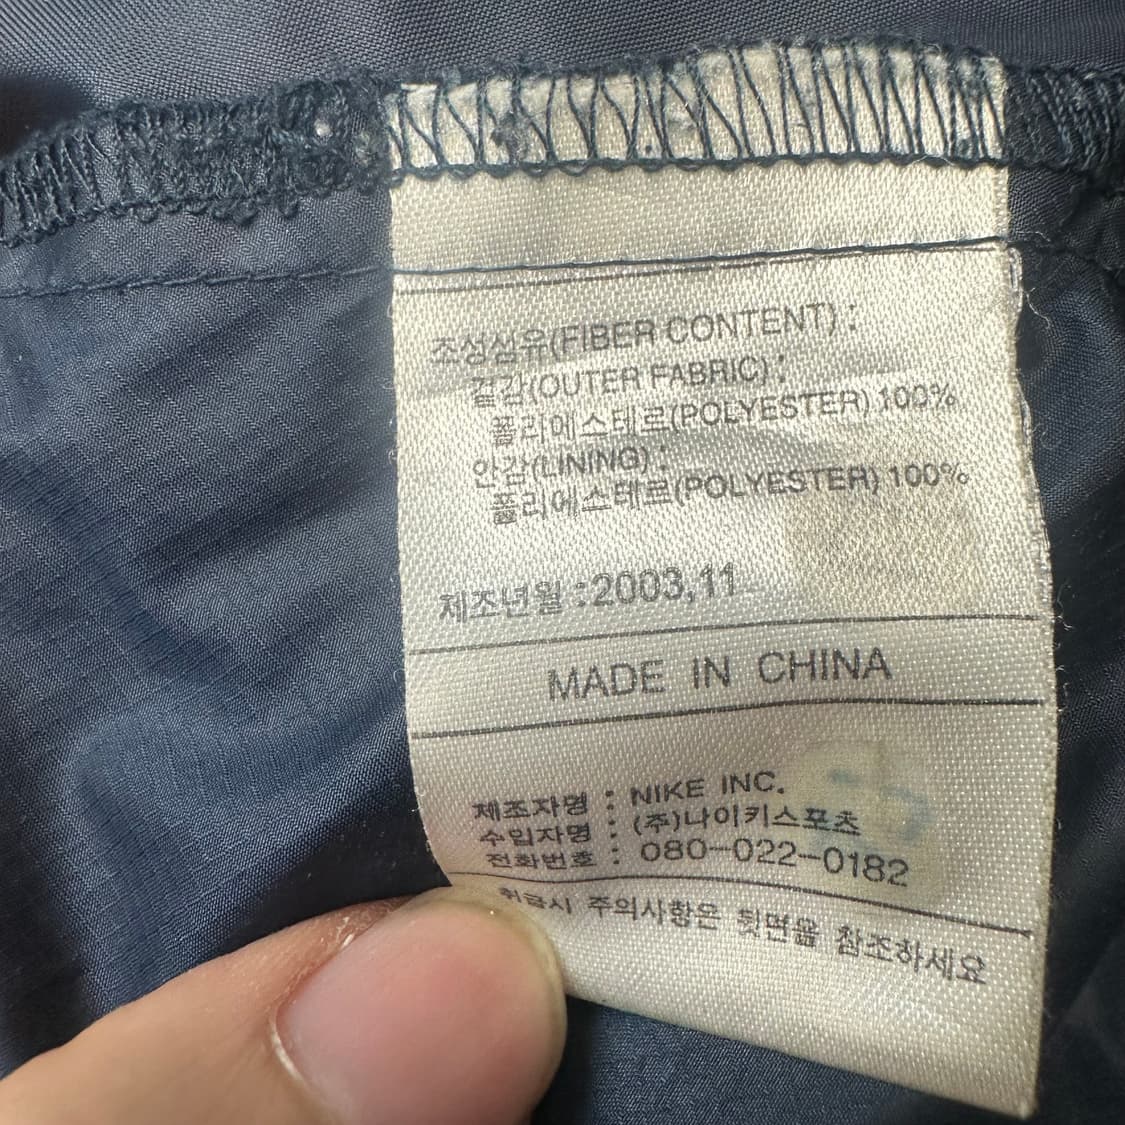 조성섬유(FIBER CONTENT) :
겉감(OUTER FABRIC) :
폴리에스테르(POLYESTER) 100%
안감(LINING) :
폴리에스테르(POLYESTER) 100%
제조년월 : 2003,11
MADE IN CHINA
제조자명 : NIKE INC.
수입자명 : (주)나이키스포츠
전화번호 : 080-022-0182
취급시 주의사항은 뒷면을 참조하세요